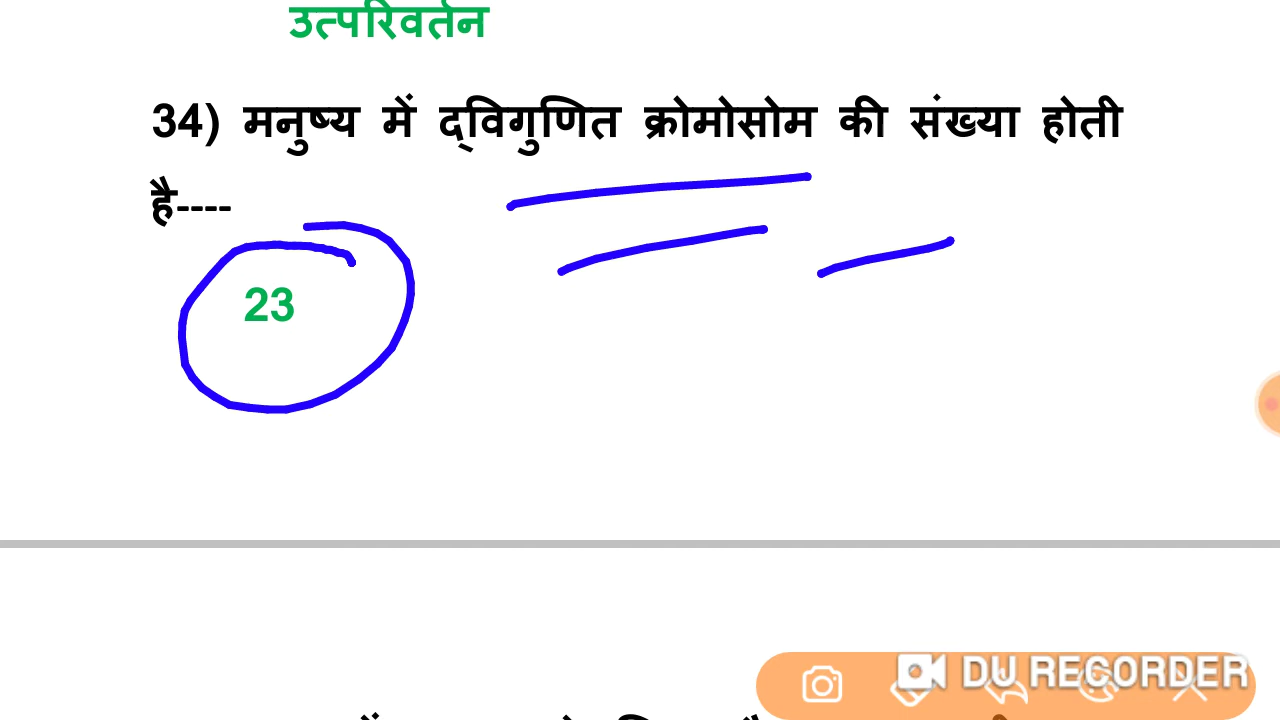 उत्परिवर्तन
34) मनुष्य में द्विगुणित क्रोमोसोम की संख्या होती
है----
23
DU RECORDER